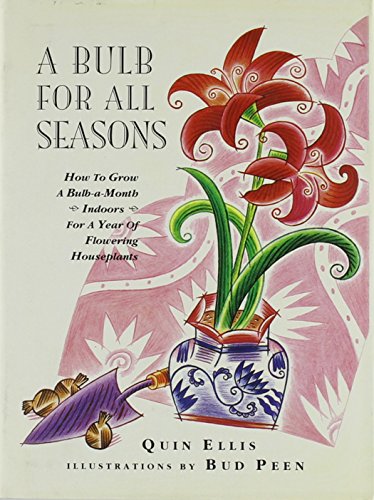 A BULB
FOR ALL
SEASONS
How To Grow
A Bulb-a-Month
Indoors
For A Year Of
Flowering
Houseplants
QUIN ELLIS
ILLUSTRATIONS BY BUD PEEN